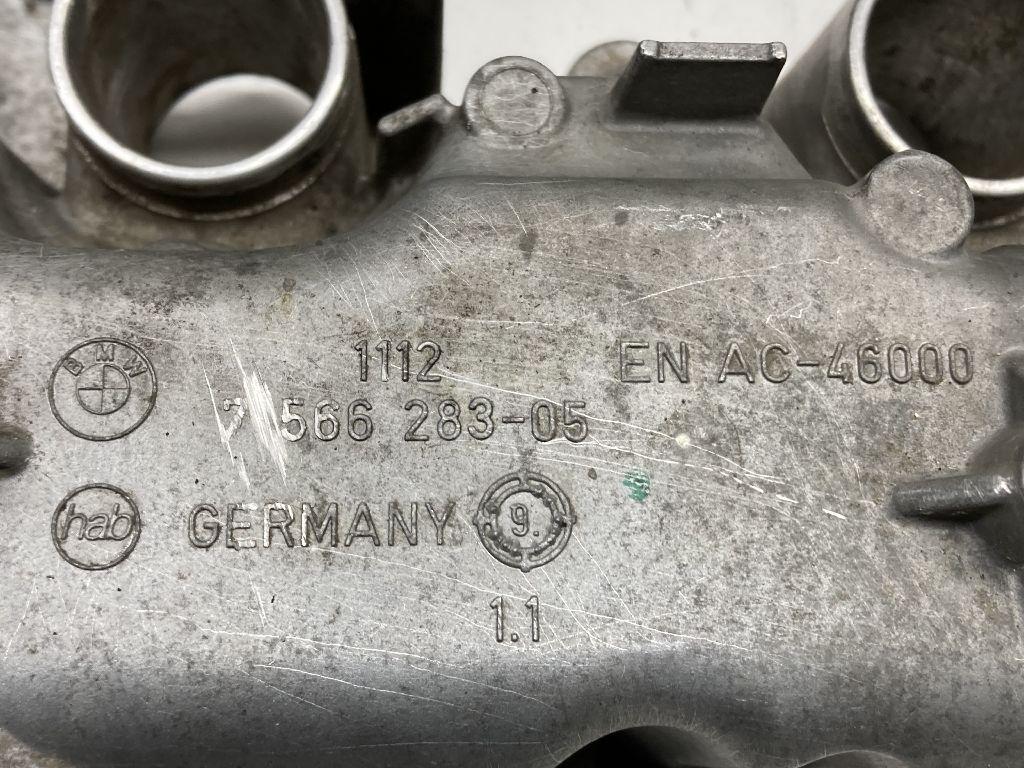 BMW
1112
EN AC-46000
7 566 283-05
hab
GERMANY
9.
1.1